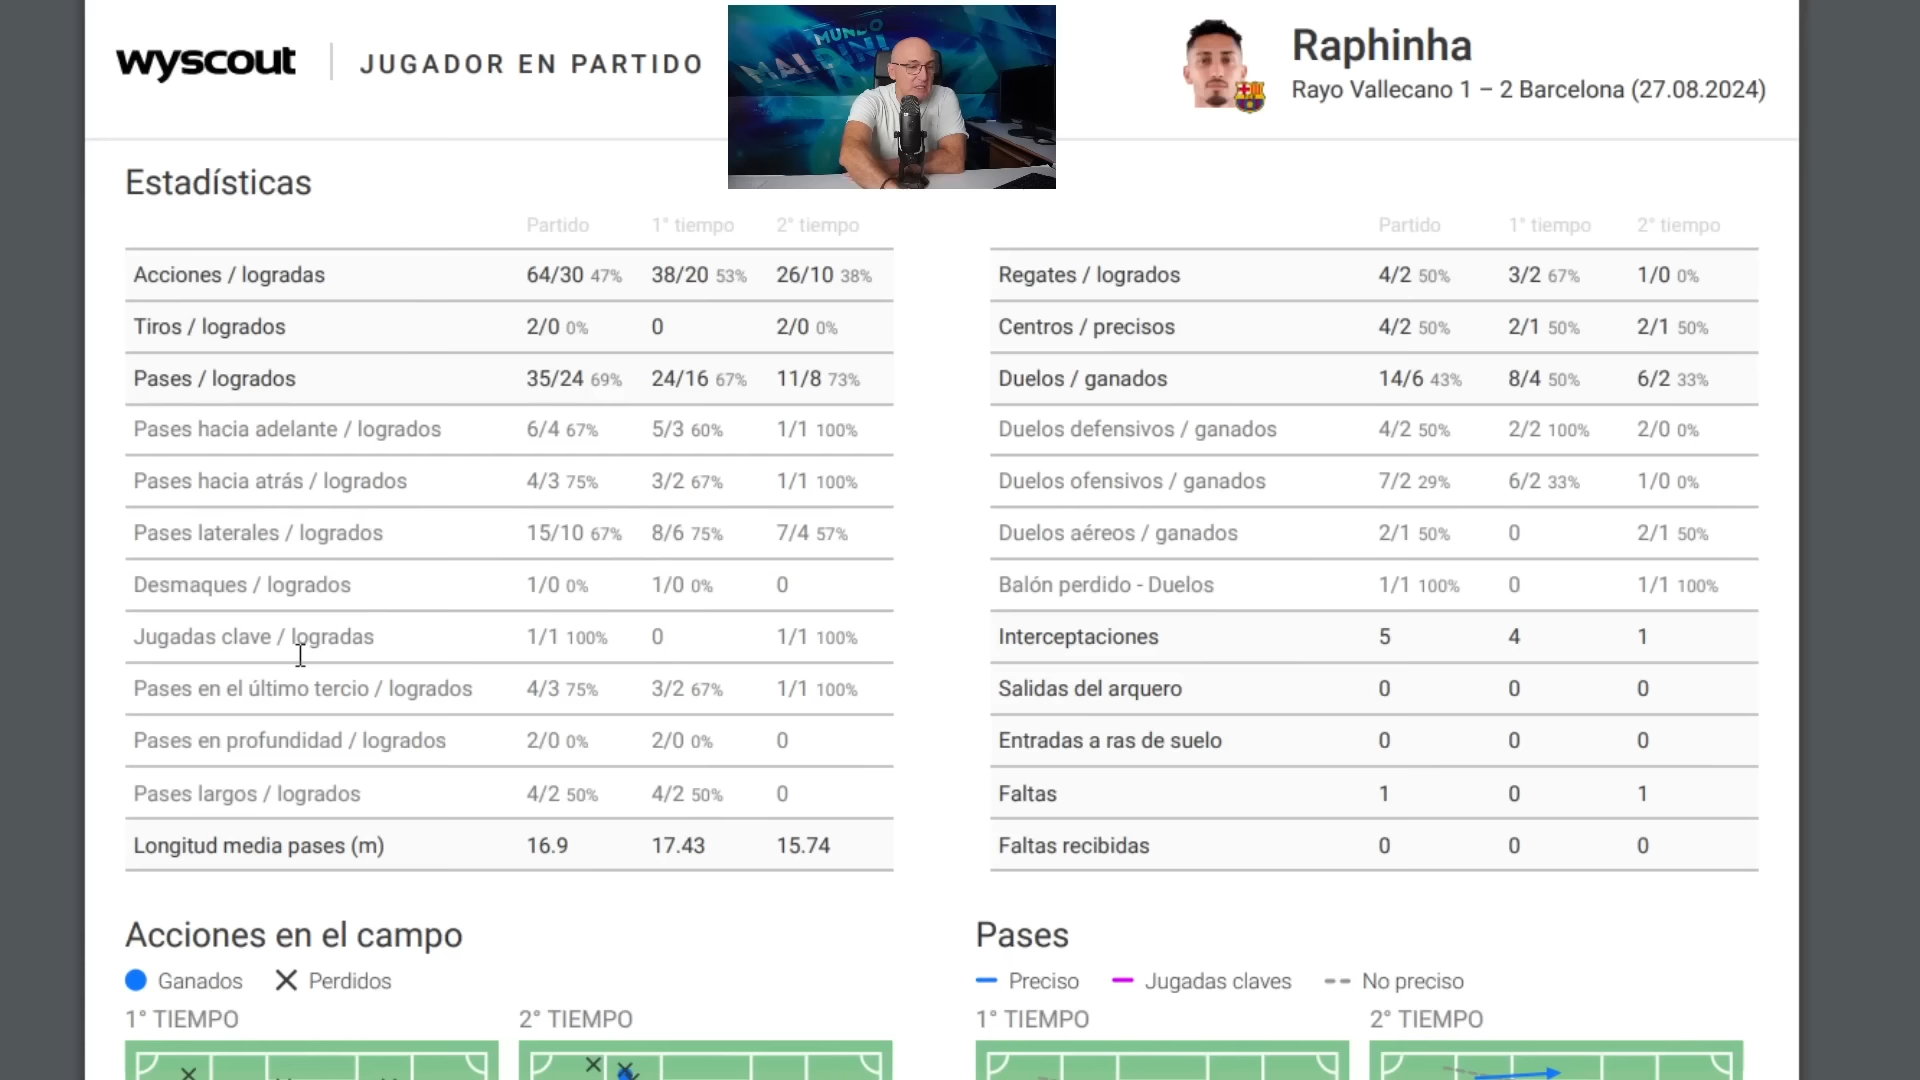 wyscout
JUGADOR EN PARTIDO
MUNDO
MALDINI
Raphinha
Rayo Vallecano 1 – 2 Barcelona (27.08.2024)
Estadísticas
Partido 1° tiempo 2° tiempo
Acciones / logradas 64/30 47% 38/20 53% 26/10 38%
Tiros / logrados 2/0 0% 0 2/0 0%
Pases / logrados 35/24 69% 24/16 67% 11/8 73%
Pases hacia adelante / logrados 6/4 67% 5/3 60% 1/1 100%
Pases hacia atrás / logrados 4/3 75% 3/2 67% 1/1 100%
Pases laterales / logrados 15/10 67% 8/6 75% 7/4 57%
Desmaques / logrados 1/0 0% 1/0 0% 0
Jugadas clave / logradas 1/1 100% 0 1/1 100%
Pases en el último tercio / logrados 4/3 75% 3/2 67% 1/1 100%
Pases en profundidad / logrados 2/0 0% 2/0 0% 0
Pases largos / logrados 4/2 50% 4/2 50% 0
Longitud media pases (m) 16.9 17.43 15.74
Partido 1° tiempo 2° tiempo
Regates / logrados 4/2 50% 3/2 67% 1/0 0%
Centros / precisos 4/2 50% 2/1 50% 2/1 50%
Duelos / ganados 14/6 43% 8/4 50% 6/2 33%
Duelos defensivos / ganados 4/2 50% 2/2 100% 2/0 0%
Duelos ofensivos / ganados 7/2 29% 6/2 33% 1/0 0%
Duelos aéreos / ganados 2/1 50% 0 2/1 50%
Balón perdido - Duelos 1/1 100% 0 1/1 100%
Interceptaciones 5 4 1
Salidas del arquero 0 0 0
Entradas a ras de suelo 0 0 0
Faltas 1 0 1
Faltas recibidas 0 0 0
Acciones en el campo
Ganados Perdidos
1° TIEMPO 2° TIEMPO
Pases
Preciso Jugadas claves No preciso
1° TIEMPO 2° TIEMPO